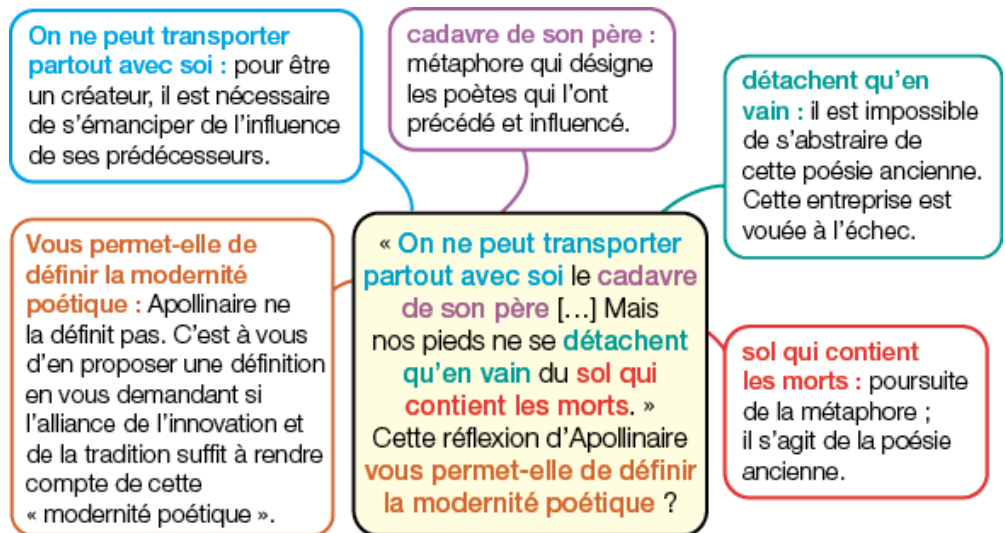 On ne peut transporter
partout avec soi : pour être
un créateur, il est nécessaire
de s’émanciper de l’influence
de ses prédécesseurs.
cadavre de son père :
métaphore qui désigne
les poètes qui l’ont
précédé et influencé.
détachent qu’en
vain : il est impossible
de s’abstraire de
cette poésie ancienne.
Cette entreprise est
vouée à l’échec.
Vous permet-elle de
définir la modernité
poétique : Apollinaire ne
la définit pas. C’est à vous
d’en proposer une définition
en vous demandant si
l’alliance de l’innovation et
de la tradition suffit à rendre
compte de cette
« modernité poétique ».
« On ne peut transporter
partout avec soi le cadavre
de son père [...] Mais
nos pieds ne se détachent
qu’en vain du sol qui
contient les morts. »
Cette réflexion d’Apollinaire
vous permet-elle de définir
la modernité poétique ?
sol qui contient
les morts : poursuite
de la métaphore ;
il s’agit de la poésie
ancienne.